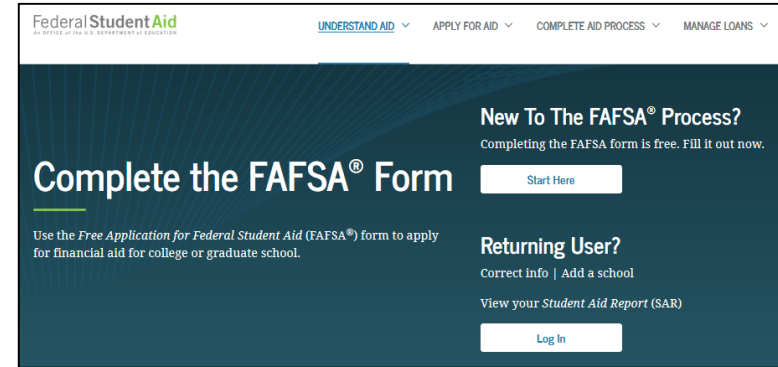 Federal Student Aid
An OFFICE of the U.S. DEPARTMENT of EDUCATION
UNDERSTAND AID
APPLY FOR AID
COMPLETE AID PROCESS
MANAGE LOANS
Complete the FAFSA® Form
Use the Free Application for Federal Student Aid (FAFSA®) form to apply
for financial aid for college or graduate school.
New To The FAFSA® Process?
Completing the FAFSA form is free. Fill it out now.
Start Here
Returning User?
Correct info | Add a school
View your Student Aid Report (SAR)
Log In